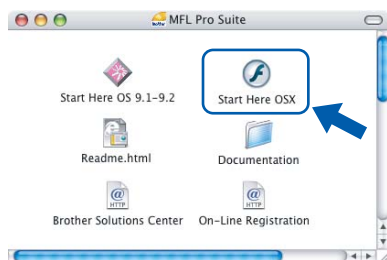 MFL Pro Suite
Start Here OS 9.1-9.2
Start Here OSX
Readme.html
Documentation
@ HTTP
@ HTTP
Brother Solutions Center
On-Line Registration